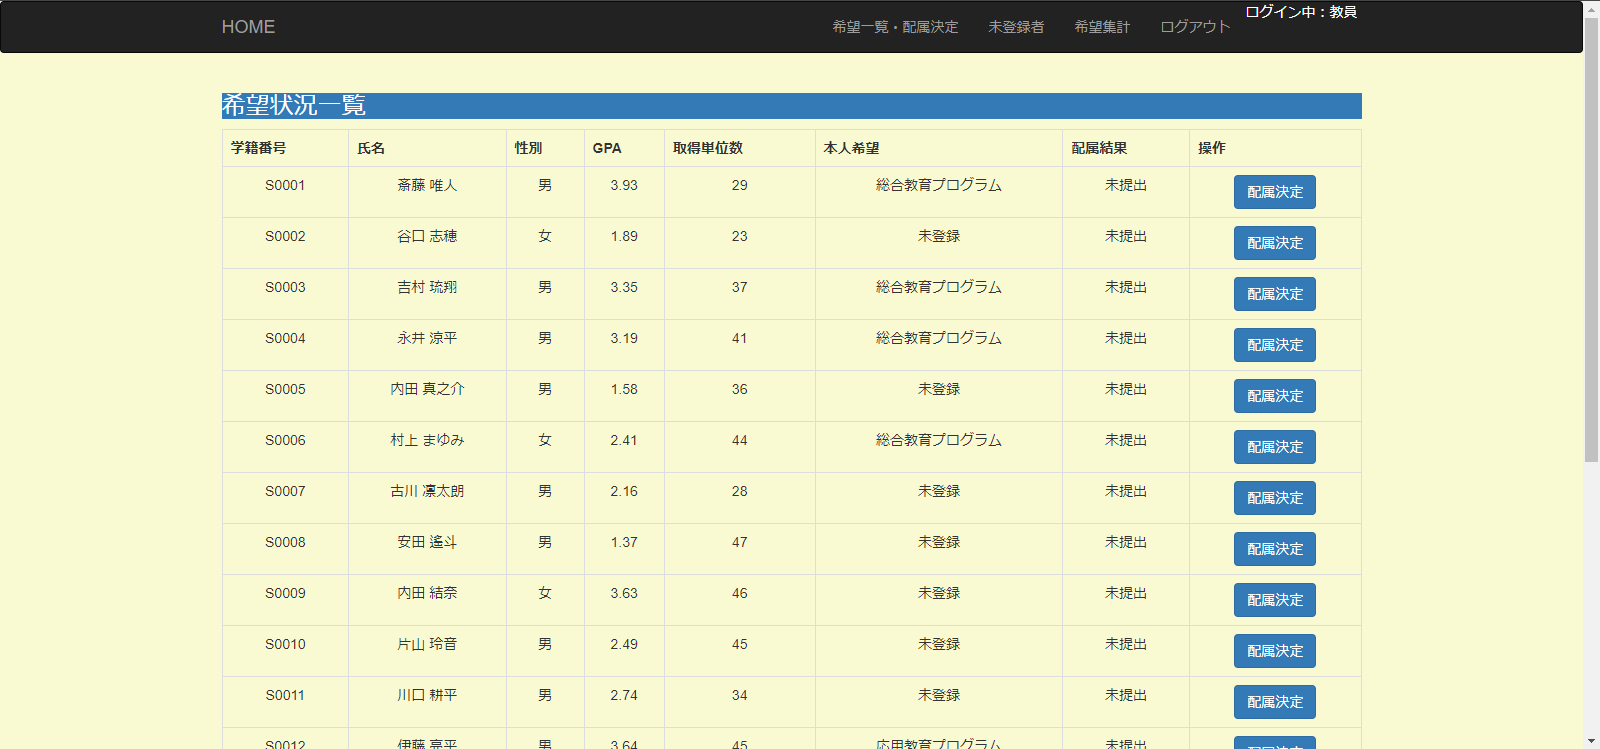 HOME 希望一覧・配属決定 未登録者 希望集計 ログアウト ログイン中：教員
希望状況一覧
学籍番号 氏名 性別 GPA 取得単位数 本人希望 配属結果 操作
S0001 斎藤 唯人 男 3.93 29 総合教育プログラム 未提出 配属決定
S0002 谷口 志穂 女 1.89 23 未登録 未提出 配属決定
S0003 吉村 琉翔 男 3.35 37 総合教育プログラム 未提出 配属決定
S0004 永井 涼平 男 3.19 41 総合教育プログラム 未提出 配属決定
S0005 内田 真之介 男 1.58 36 未登録 未提出 配属決定
S0006 村上 まゆみ 女 2.41 44 総合教育プログラム 未提出 配属決定
S0007 古川 凛太朗 男 2.16 28 未登録 未提出 配属決定
S0008 安田 遙斗 男 1.37 47 未登録 未提出 配属決定
S0009 内田 結奈 女 3.63 46 未登録 未提出 配属決定
S0010 片山 玲音 男 2.49 45 未登録 未提出 配属決定
S0011 川口 耕平 男 2.74 34 未登録 未提出 配属決定
S0012 伊藤 亮平 男 3.64 45 応用教育プログラム 未提出 配属決定